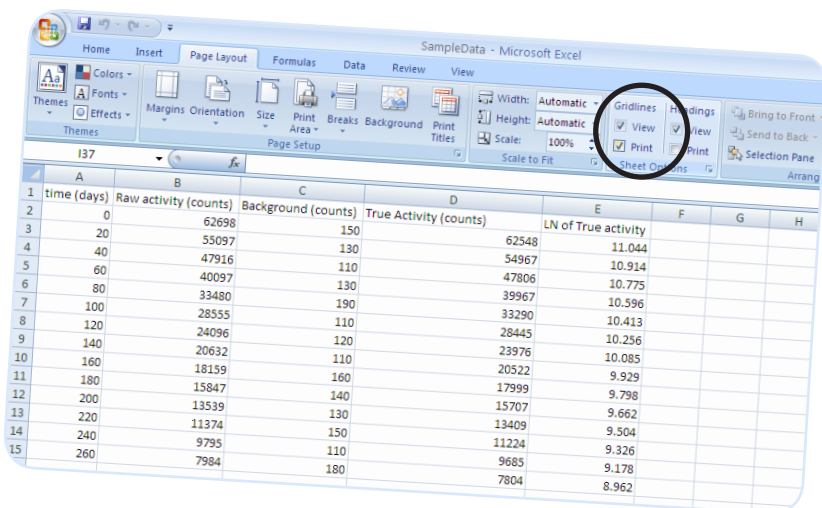 SampleData - Microsoft Excel
Home Insert Page Layout Formulas Data Review View
Aa Colors Width: Automatic Gridlines Headings Bring to Front
Themes A Fonts Margins Orientation Size Print Area Breaks Background Print Titles Height: Automatic View View Send to Back
Effects Scale: 100% Print Print Selection Pane
Themes Page Setup Scale to Fit Sheet Options Arrang
I37 fx
A B C D E F G H
1 time (days) Raw activity (counts) Background (counts) True Activity (counts) LN of True activity
2 0 62698 150 62548 11.044
3 20 55097 130 54967 10.914
4 40 47916 110 47806 10.775
5 60 40097 130 39967 10.596
6 80 33480 190 33290 10.413
7 100 28555 110 28445 10.256
8 120 24096 120 23976 10.085
9 140 20632 110 20522 9.929
10 160 18159 160 17999 9.798
11 180 15847 140 15707 9.662
12 200 13539 130 13409 9.504
13 220 11374 150 11224 9.326
14 240 9795 110 9685 9.178
15 260 7984 180 7804 8.962